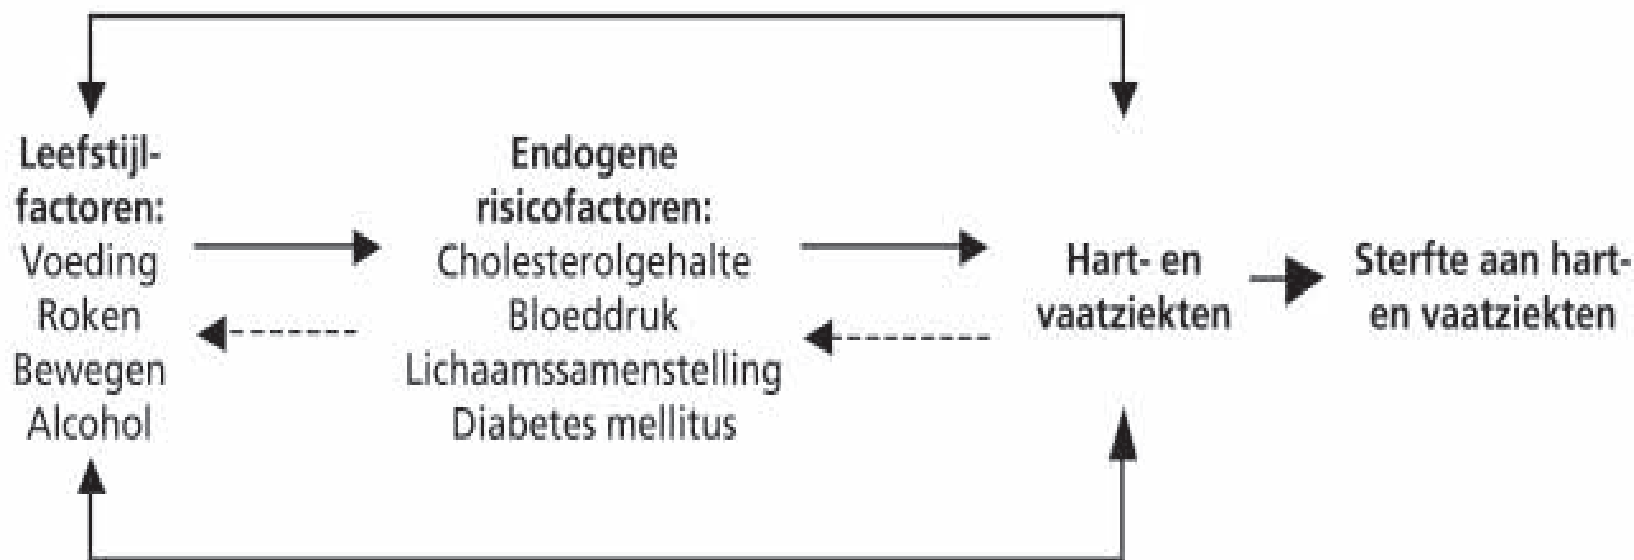 Leefstijl-
factoren:
Voeding
Roken
Bewegen
Alcohol
Endogene
risicofactoren:
Cholesterolgehalte
Bloeddruk
Lichaamssamenstelling
Diabetes mellitus
Hart- en
vaatziekten
Sterfte aan hart-
en vaatziekten